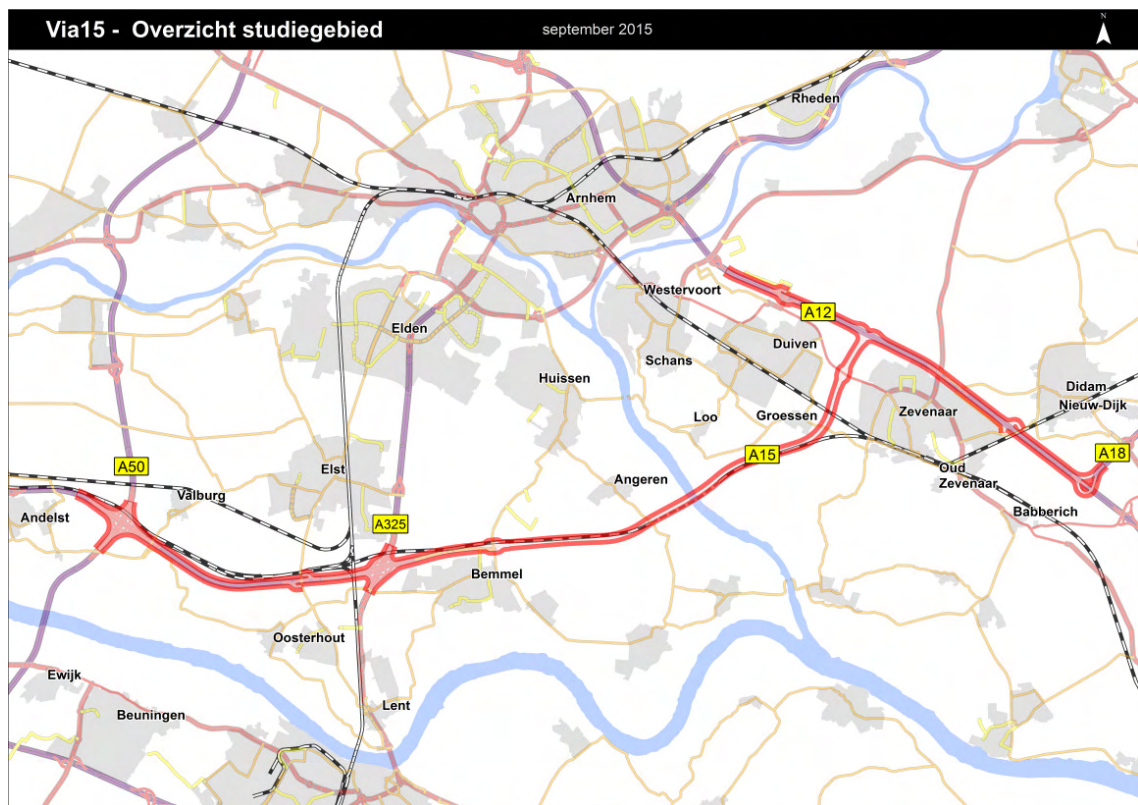 Via15 - Overzicht studiegebied
september 2015
N
Rheden
Arnhem
Westervoort
A12
Elden
Duiven
Schans
Huissen
Didam
Nieuw-Dijk
Zevenaar
Loo
Groessen
A15
A18
A50
Elst
Oud
Zevenaar
Angeren
Valburg
Babberich
Andelst
A325
Bemmel
Oosterhout
Ewijk
Lent
Beuningen